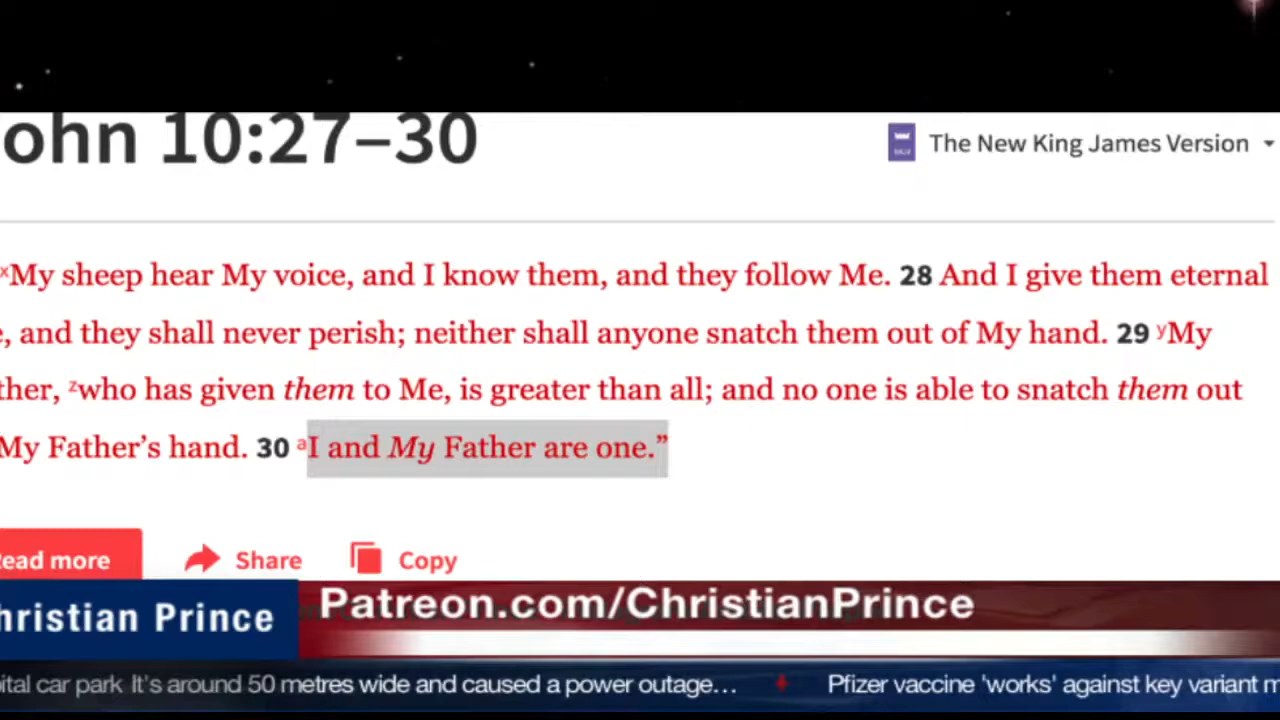 ohn 10:27–30
The New King James Version
xMy sheep hear My voice, and I know them, and they follow Me. 28 And I give them eternal
e, and they shall never perish; neither shall anyone snatch them out of My hand. 29 yMy
ther, zwho has given them to Me, is greater than all; and no one is able to snatch them out
My Father’s hand. 30 aI and My Father are one.”
Read more
Share
Copy
hristian Prince
Patreon.com/ChristianPrince
pital car park It's around 50 metres wide and caused a power outage...
Pfizer vaccine 'works' against key variant m